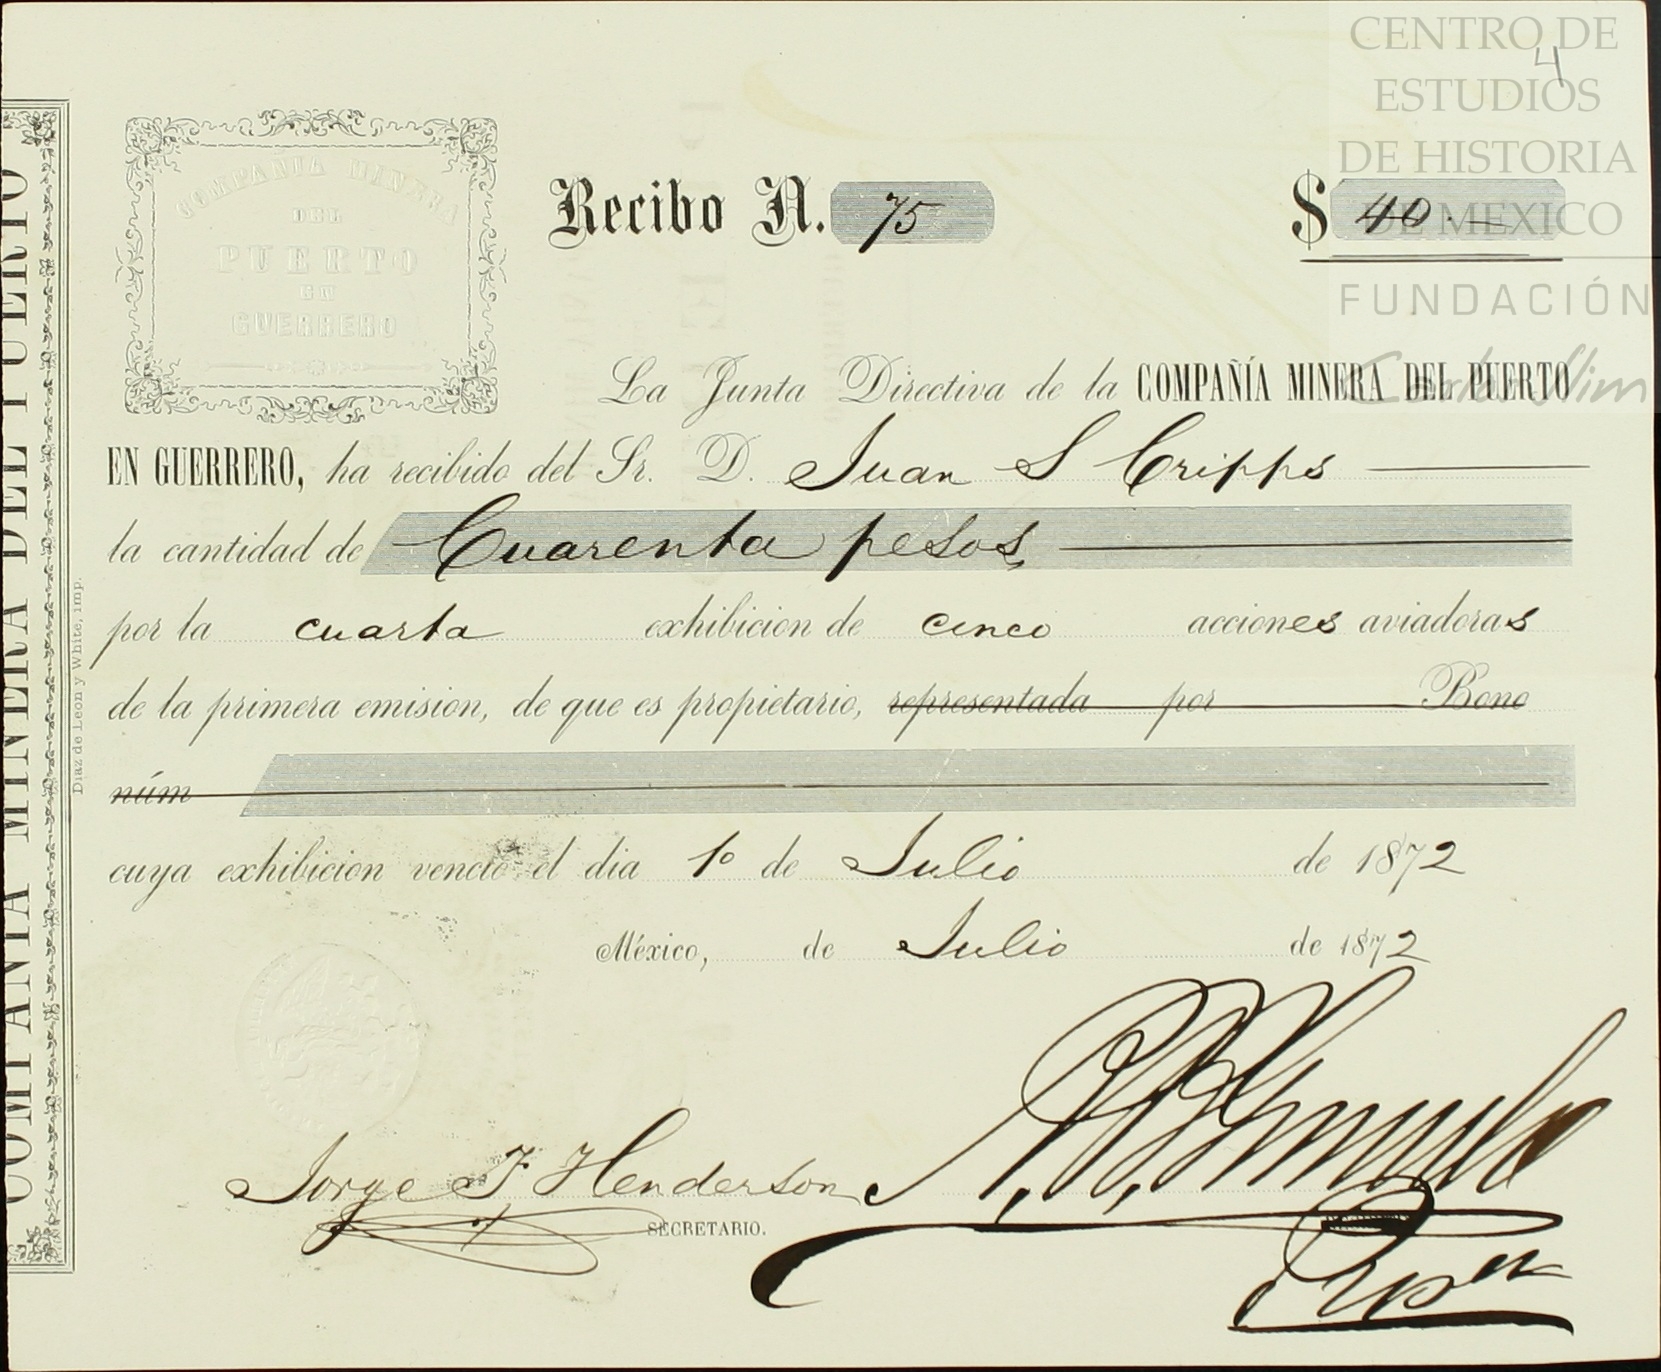 CENTRO DE
ESTUDIOS
DE HISTORIA
DE MEXICO
FUNDACIÓN
Carlos Slim
4
COMPAÑIA MINERA DEL PUERTO
Diaz de Leon y White, imp.
COMPAÑIA MINERA
DEL
PUERTO
EN
GUERRERO
Recibo N. 75
$ 40.—
La Junta Directiva de la COMPAÑÍA MINERA DEL PUERTO
EN GUERRERO, ha recibido del Sr. D. Juan S Cripps
la cantidad de Cuarenta pesos
por la cuarta exhibicion de cinco acciones aviadoras
de la primera emision, de que es propietario, representada por Bono
núm
cuya exhibicion venció el dia 1º de Julio de 1872
México, de Julio de 1872
Jorge F Henderson
SECRETARIO.